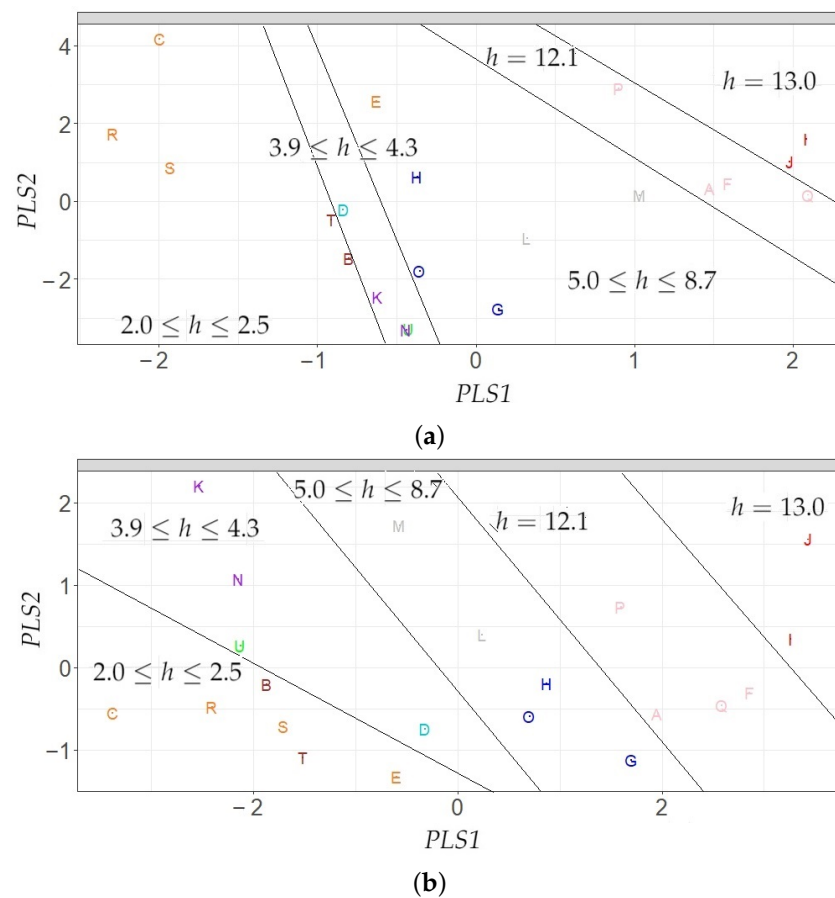 4
C
E
h = 12.1
P
h = 13.0
2
R
S
3.9 ≤ h ≤ 4.3
I
J
H
A
F
M
Q
PLS2
0
D
T
L
B
O
K
5.0 ≤ h ≤ 8.7
−2
G
2.0 ≤ h ≤ 2.5
N
U
−2
−1
0
1
2
PLS1
(a)
2
K
5.0 ≤ h ≤ 8.7
M
3.9 ≤ h ≤ 4.3
h = 12.1
h = 13.0
J
1
N
P
PLS2
U
L
I
0
2.0 ≤ h ≤ 2.5
B
H
F
C
R
S
D
O
A
Q
−1
T
E
G
−2
0
2
PLS1
(b)